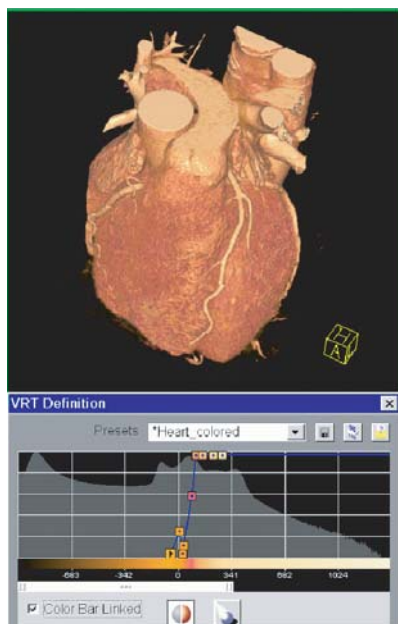 H
A
VRT Definition
Presets *Heart_colored
-683 -342 0 341 682 1024
Color Bar Linked